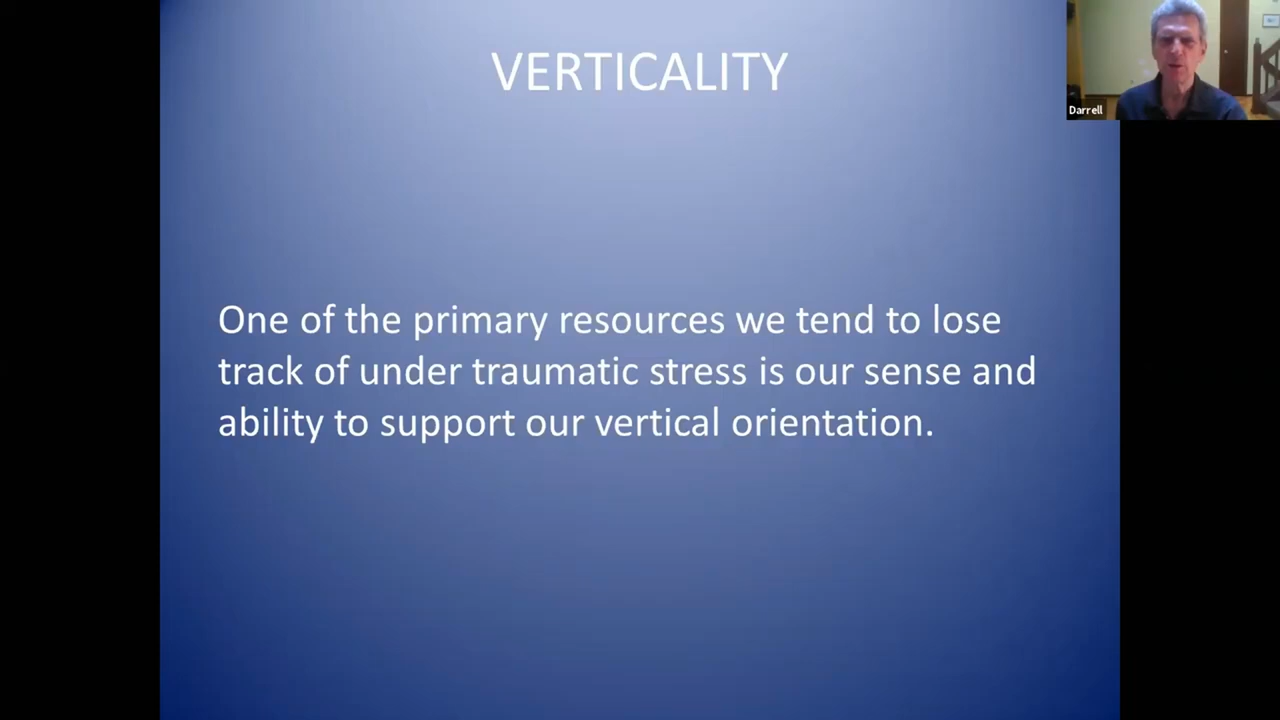 VERTICALITY
Darrell
One of the primary resources we tend to lose
track of under traumatic stress is our sense and
ability to support our vertical orientation.